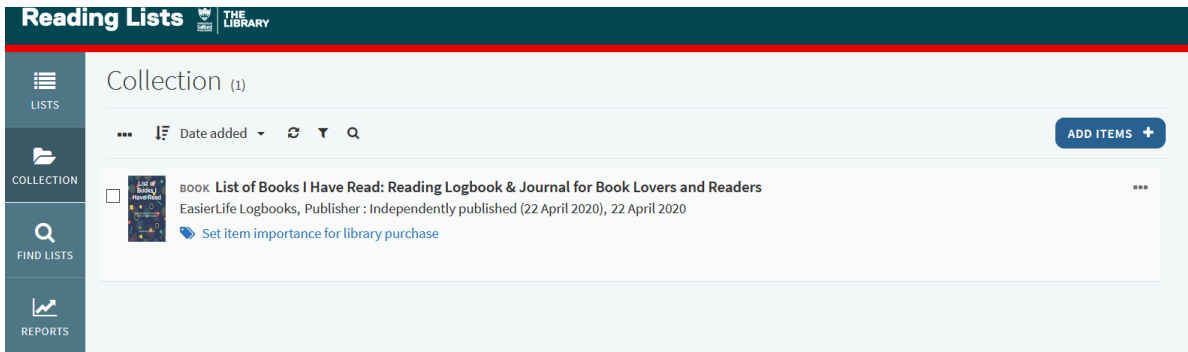 Reading Lists
THE
LIBRARY
LISTS
COLLECTION
FIND LISTS
REPORTS
Collection (1)
Date added
ADD ITEMS
List of
Books I
Have Read
BOOK List of Books I Have Read: Reading Logbook & Journal for Book Lovers and Readers
EasierLife Logbooks, Publisher : Independently published (22 April 2020), 22 April 2020
Set item importance for library purchase